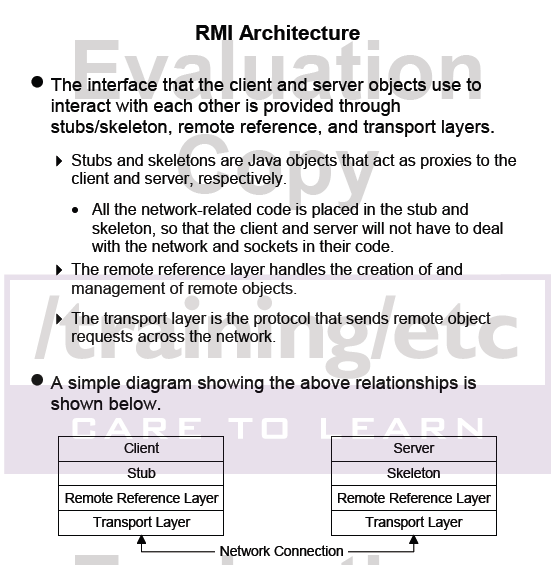 RMI Architecture
Evaluation
● The interface that the client and server objects use to
interact with each other is provided through
stubs/skeleton, remote reference, and transport layers.
Copy
Stubs and skeletons are Java objects that act as proxies to the
client and server, respectively.
• All the network-related code is placed in the stub and
skeleton, so that the client and server will not have to deal
with the network and sockets in their code.
The remote reference layer handles the creation of and
management of remote objects.
/training/etc
The transport layer is the protocol that sends remote object
requests across the network.
● A simple diagram showing the above relationships is
shown below.
CARE TO LEARN
Client
Stub
Remote Reference Layer
Transport Layer
Server
Skeleton
Remote Reference Layer
Transport Layer
Network Connection